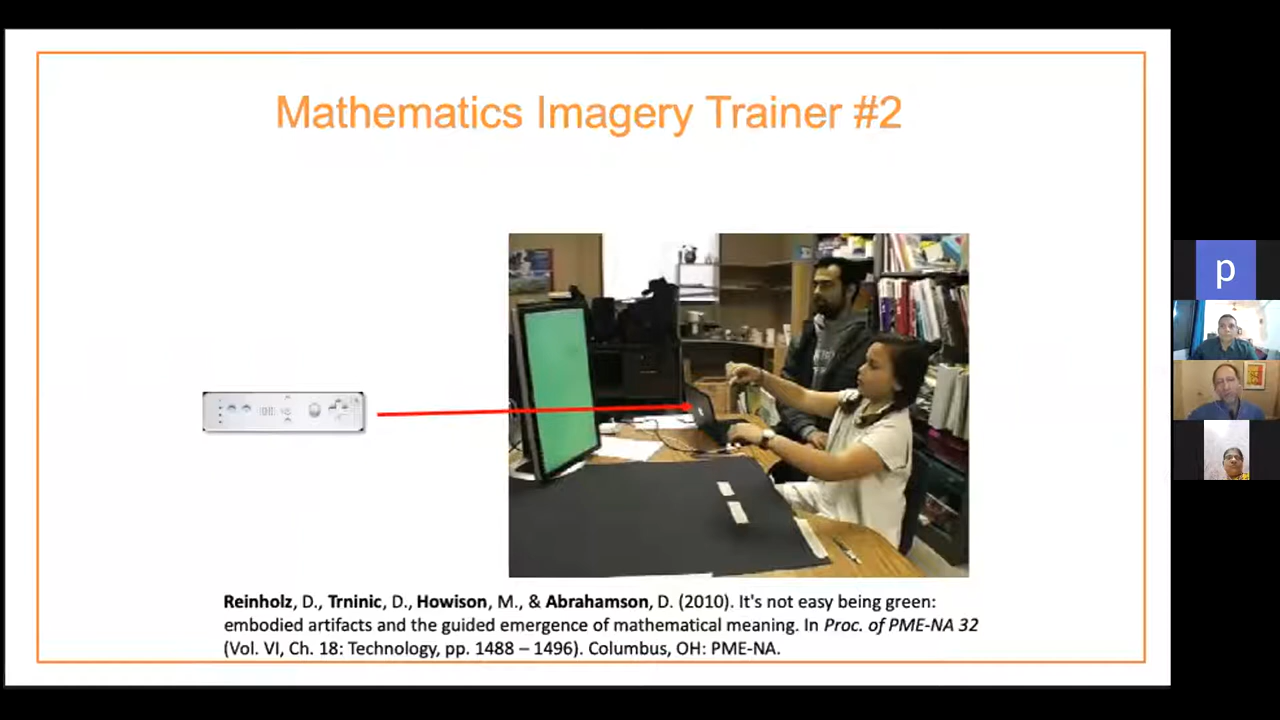 Mathematics Imagery Trainer #2
p
Reinholz, D., Trninic, D., Howison, M., & Abrahamson, D. (2010). It's not easy being green:
embodied artifacts and the guided emergence of mathematical meaning. In Proc. of PME-NA 32
(Vol. VI, Ch. 18: Technology, pp. 1488 – 1496). Columbus, OH: PME-NA.